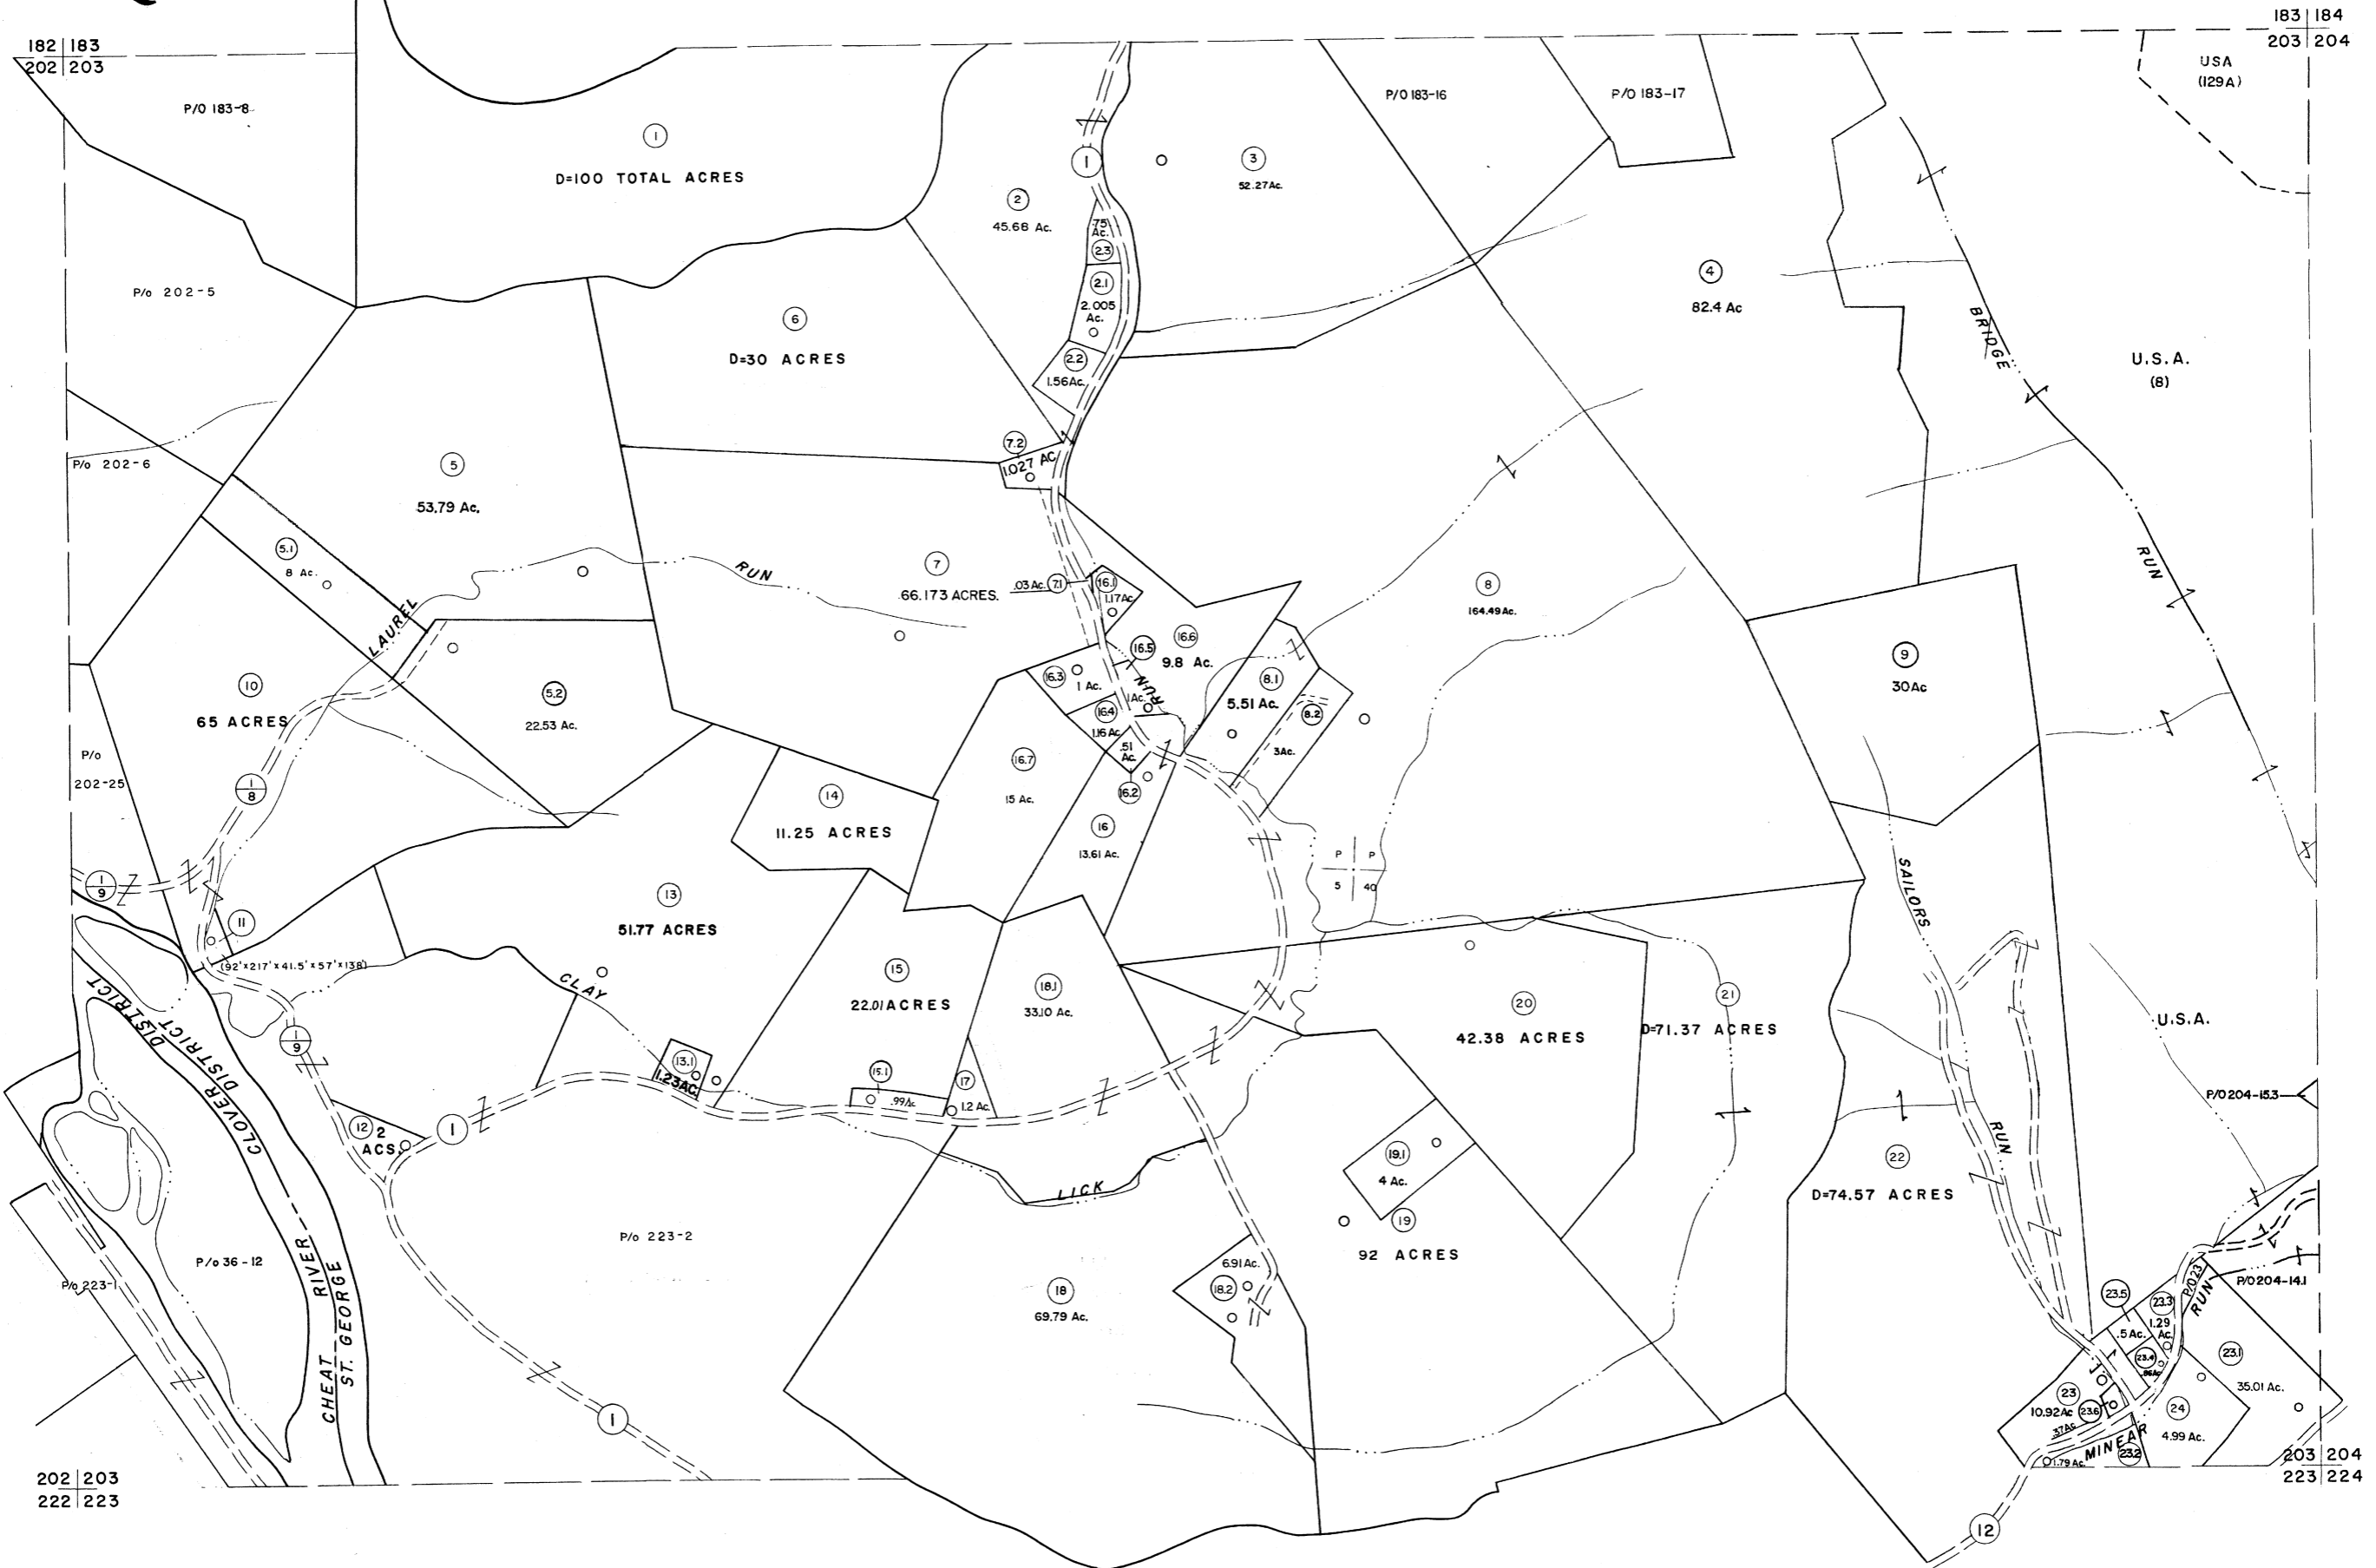 182 | 183
202 | 203
183 | 184
203 | 204
P/O 183-8
1
D=100 TOTAL ACRES
1
2
45.68 Ac.
3
52.27Ac.
P/O 183-16
P/O 183-17
USA
(129A)
.75
Ac.
2.3
2.1
2.005
Ac.
2.2
1.56Ac.
P/o 202-5
4
82.4 Ac
BRIDGE
RUN
U.S.A.
(8)
6
D=30 ACRES
7.2
1.027 AC
P/o 202-6
5
53.79 Ac.
5.1
8 Ac.
LAUREL
RUN
7
66.173 ACRES.
.03Ac.
7.1
16.1
1.17Ac
8
164.49Ac.
16.5
16.6
9.8 Ac.
16.3
1 Ac.
1Ac.
RUN
16.4
1.16 Ac
.51
Ac.
16.2
8.1
5.51 Ac.
8.2
3Ac.
9
30Ac
10
65 ACRES
5.2
22.53 Ac.
P/o
202-25
1
8
1
9
14
11.25 ACRES
16.7
15 Ac.
16
13.61 Ac.
P P
5 40
SAILORS
RUN
11
(92'x217'x41.5'x57'x138)
13
51.77 ACRES
CLAY
LICK
15
22.01 ACRES
18.1
33.10 Ac.
20
42.38 ACRES
21
D=71.37 ACRES
U.S.A.
1
9
13.1
1.23AC.
15.1
.99Ac.
17
1.2 Ac.
12
2
ACS.
1
19.1
4 Ac.
19
92 ACRES
22
D=74.57 ACRES
P/O 204-15.3
DISTRICT
DISTRICT
CLOVER
CHEAT RIVER
ST. GEORGE
P/o 36-12
P/o 223-1
P/o 223-2
1
18
69.79 Ac.
6.91Ac.
18.2
P/O 204-14.1
P/O23
RUN
23.5
23.3
.5 Ac.
1.29
Ac.
23.4
.86Ac
23.1
35.01 Ac.
23
10.92Ac
23.6
.37Ac
24
4.99 Ac.
MINEAR
1.79 Ac.
23.2
12
202 | 203
222 | 223
203 | 204
223 | 224